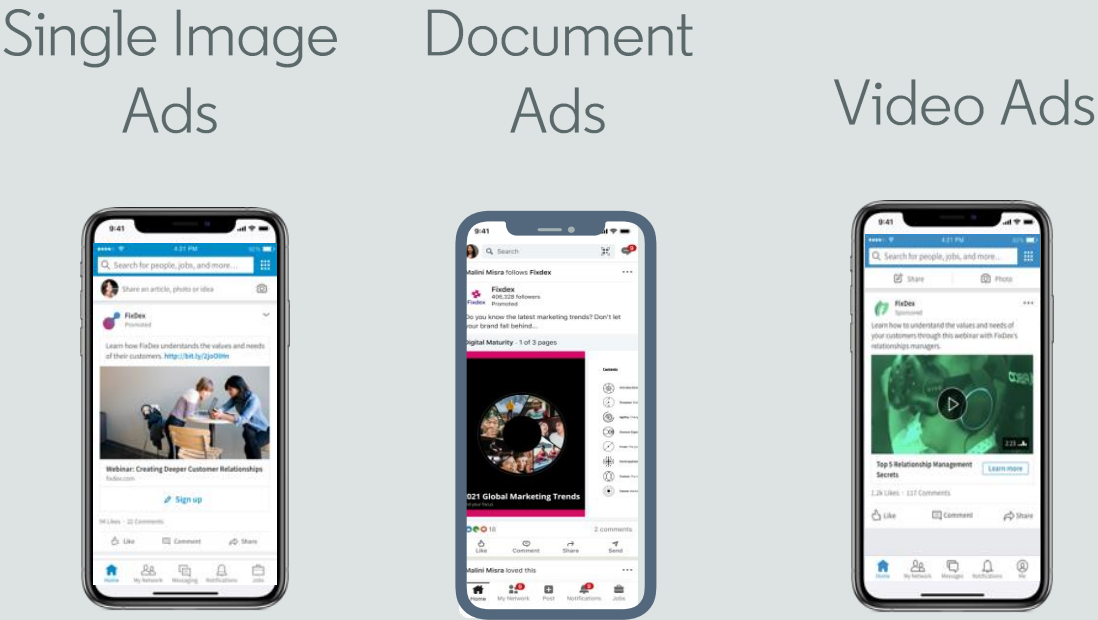 Single Image
Ads
Document
Ads
Video Ads
9:41
4:21 PM
Search for people, jobs, and more...
Share an article, photo or idea
FixDex
Promoted
Learn how FixDex understands the values and needs
of their customers.
Webinar: Creating Deeper Customer Relationships
fixdex.com
Sign up
94 Likes · 22 Comments
Like Comment Share
Home My Network Messaging Notifications Jobs
9:41
Search
Malini Misra follows Fixdex
Fixdex
Fixdex
406,328 followers
Promoted
Do you know the latest marketing trends? Don't let
your brand fall behind...
Digital Maturity · 1 of 3 pages
Contents
2021 Global Marketing Trends
18
2 comments
Like Comment Share Send
Malini Misra loved this
Home My Network Post Notifications Jobs
9:41
4:21 PM
Search for people, jobs, and more...
Share Photo
FixDex
Sponsored
Learn how to understand the values and needs of
your customers through this webinar with FixDex's
relationships managers.
2:23
Top 5 Relationship Management
Secrets
Learn more
1.2k Likes · 117 Comments
Like Comment Share
Home My Network Messages Notifications Me